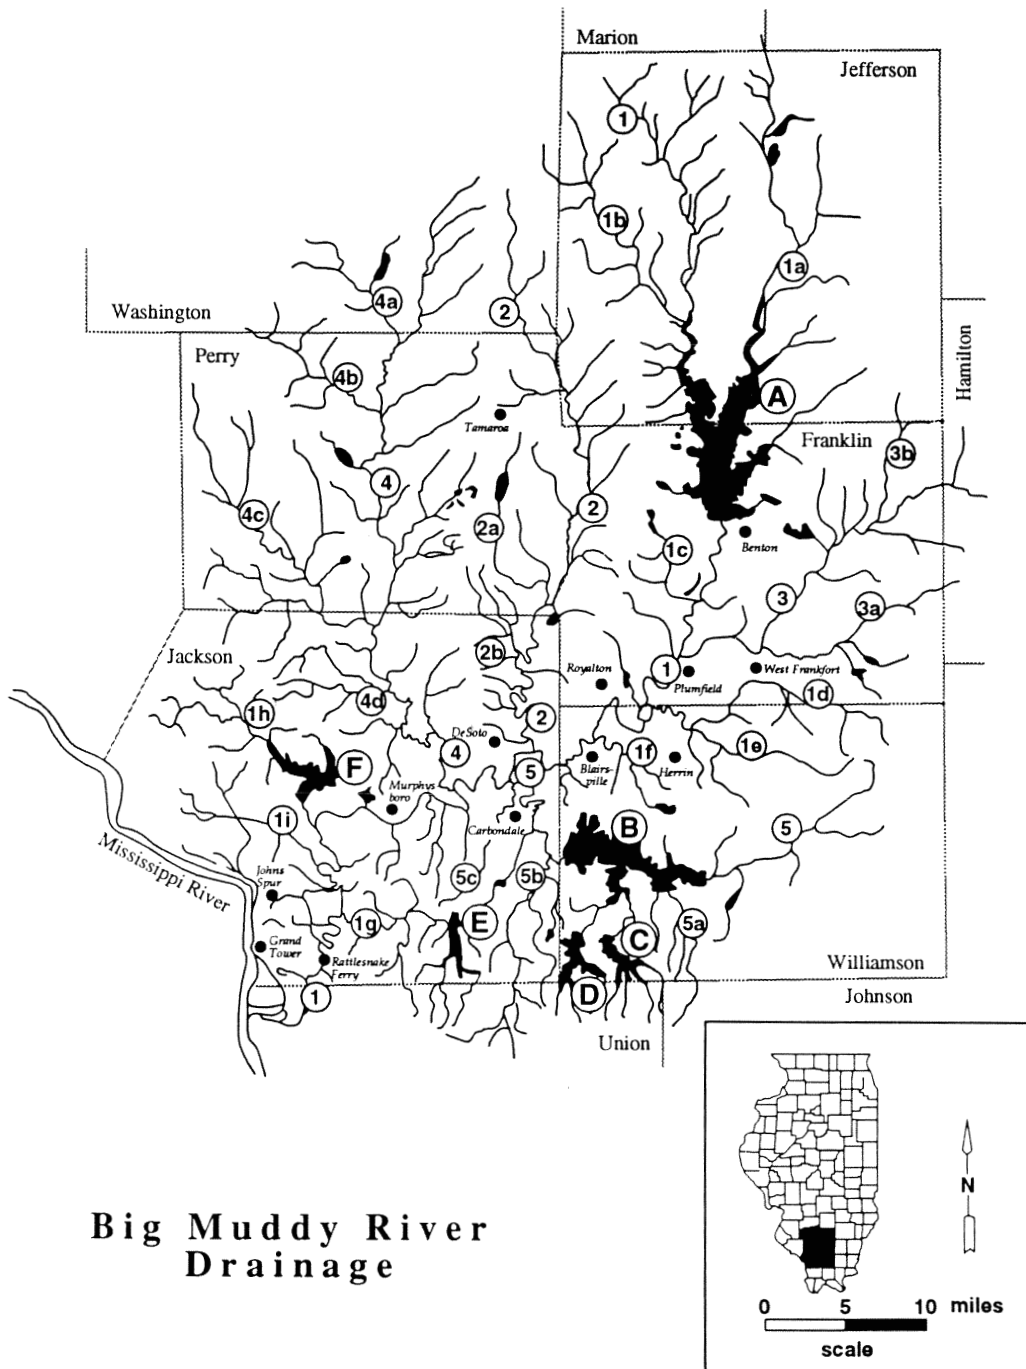 Marion
Jefferson
1
1b
1a
4a
Washington
2
Hamilton
Perry
4b
A
Tamaroa
Franklin
3b
4
2
4c
2a
Benton
1c
3
3a
2b
Jackson
Royalton
1
West Frankfort
Plumfield
1d
4d
1h
2
De Soto
4
1f
1e
F
5
Blairs-
ville
Herrin
Murphys
boro
B
1i
Carbondale
5
Mississippi River
Johns
Spur
5c
5b
E
1g
5a
C
Grand
Tower
Rattlesnake
Ferry
Williamson
1
D
Johnson
Union
N
Big Muddy River
Drainage
0 5 10 miles
scale